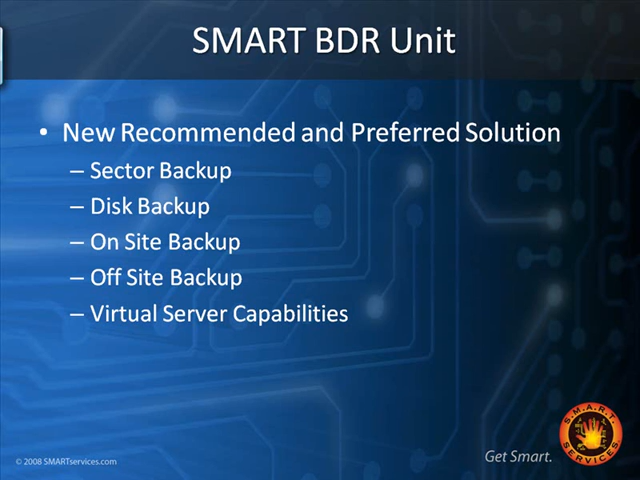 SMART BDR Unit
• New Recommended and Preferred Solution
– Sector Backup
– Disk Backup
– On Site Backup
– Off Site Backup
– Virtual Server Capabilities
© 2008 SMARTservices.com
Get Smart.
S.M.A.R.T.
SERVICES